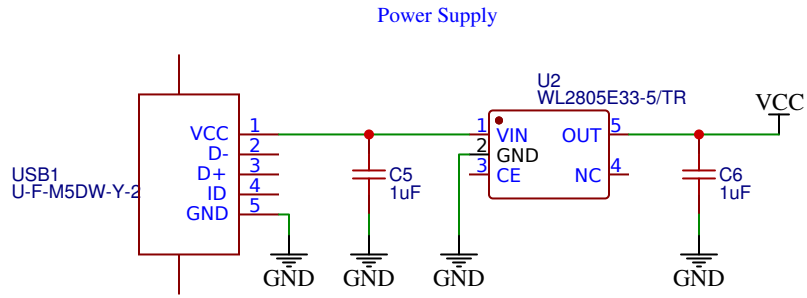 Power Supply
USB1
U-F-M5DW-Y-2
VCC 1
D- 2
D+ 3
ID 4
GND 5
GND
C5
1uF
GND
U2
WL2805E33-5/TR
1 VIN OUT 5
2 GND
3 CE NC 4
GND
VCC
C6
1uF
GND